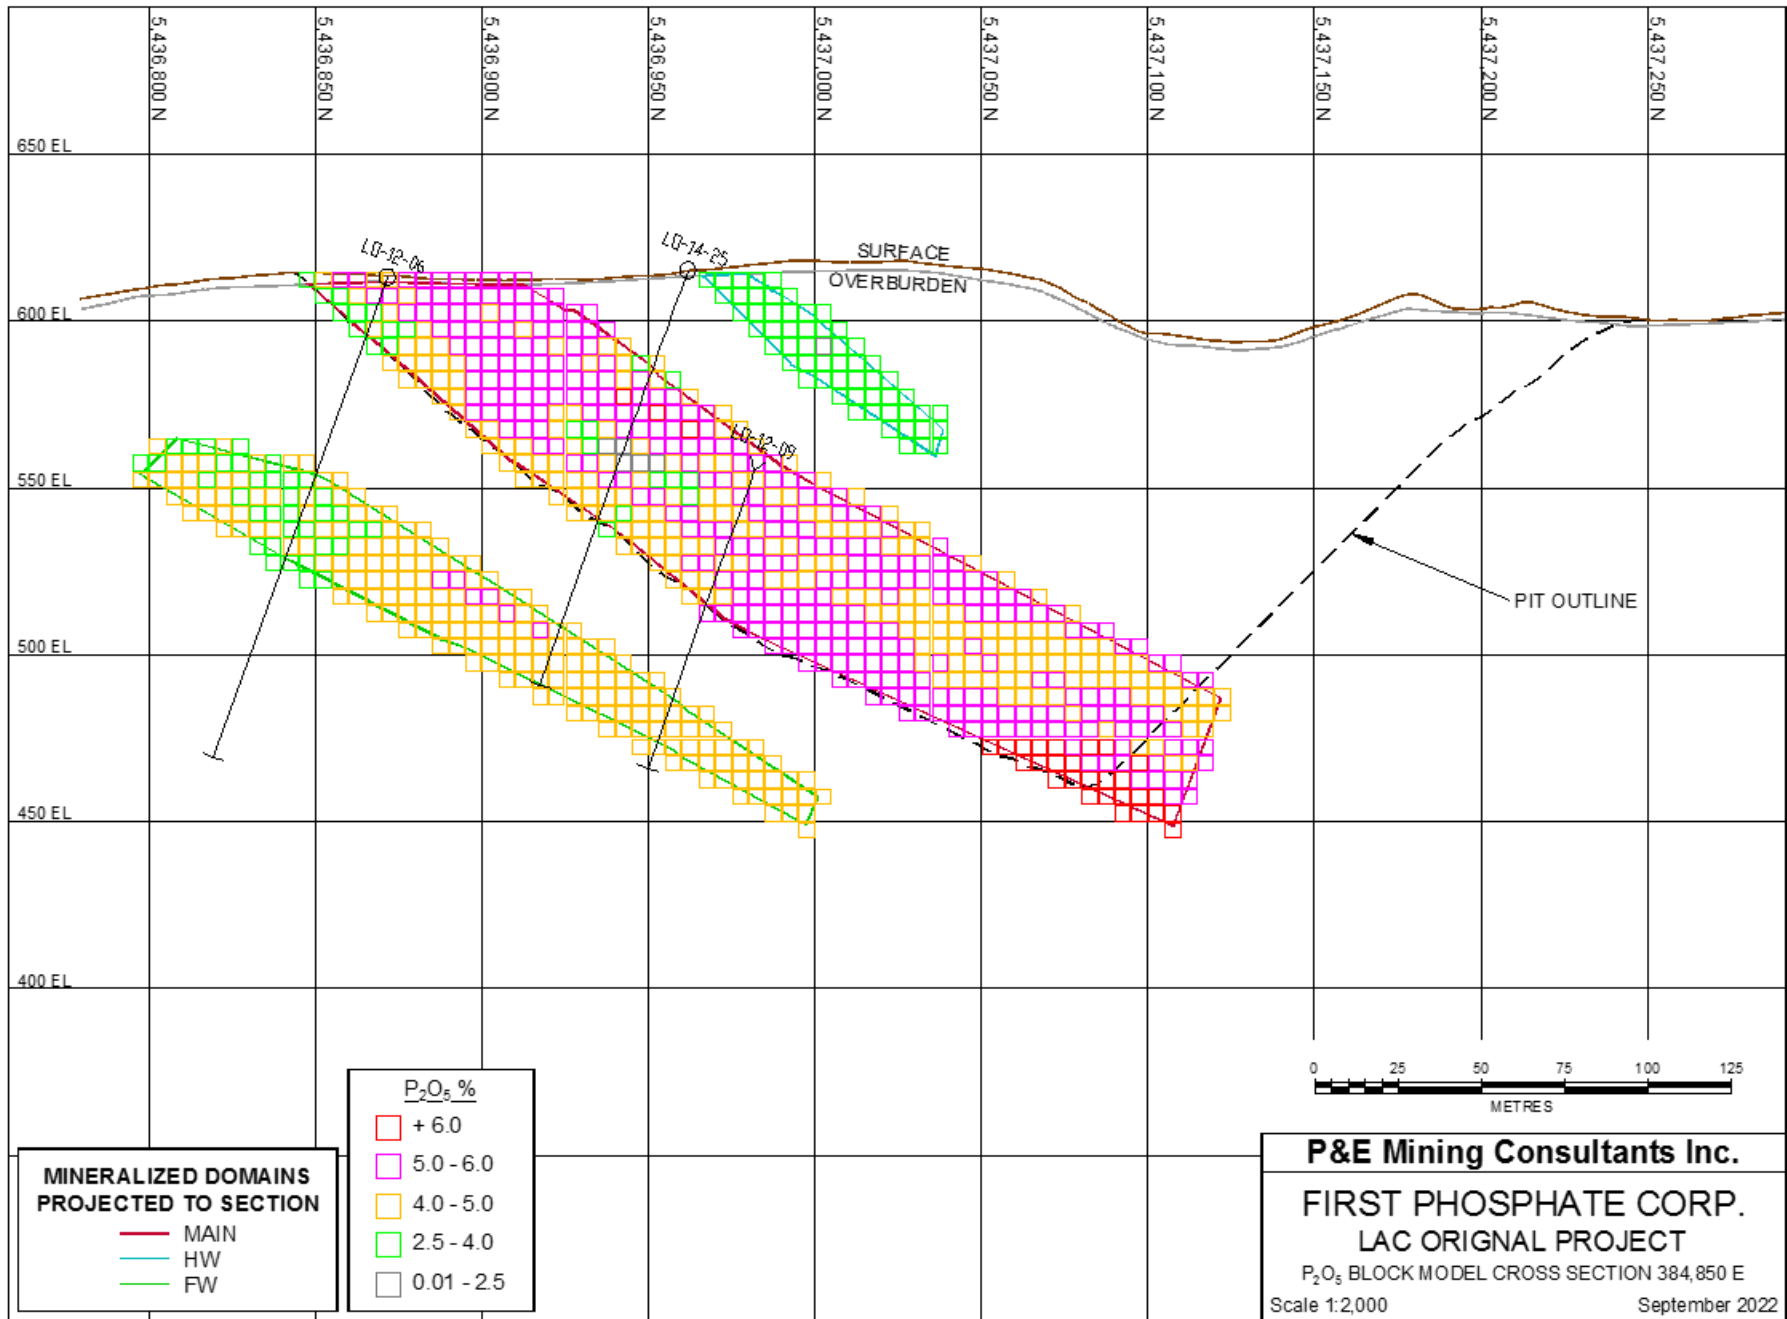 5,436,800 N
5,436,850 N
5,436,900 N
5,436,950 N
5,437,000 N
5,437,050 N
5,437,100 N
5,437,150 N
5,437,200 N
5,437,250 N
650 EL
LO-12-06
LO-14-25
SURFACE
OVERBURDEN
600 EL
LO-12-09
550 EL
PIT OUTLINE
500 EL
450 EL
400 EL
0 25 50 75 100 125
METRES
P₂O₅ %
+ 6.0
5.0 - 6.0
4.0 - 5.0
2.5 - 4.0
0.01 - 2.5
MINERALIZED DOMAINS
PROJECTED TO SECTION
MAIN
HW
FW
P&E Mining Consultants Inc.
FIRST PHOSPHATE CORP.
LAC ORIGNAL PROJECT
P₂O₅ BLOCK MODEL CROSS SECTION 384,850 E
Scale 1:2,000 September 2022